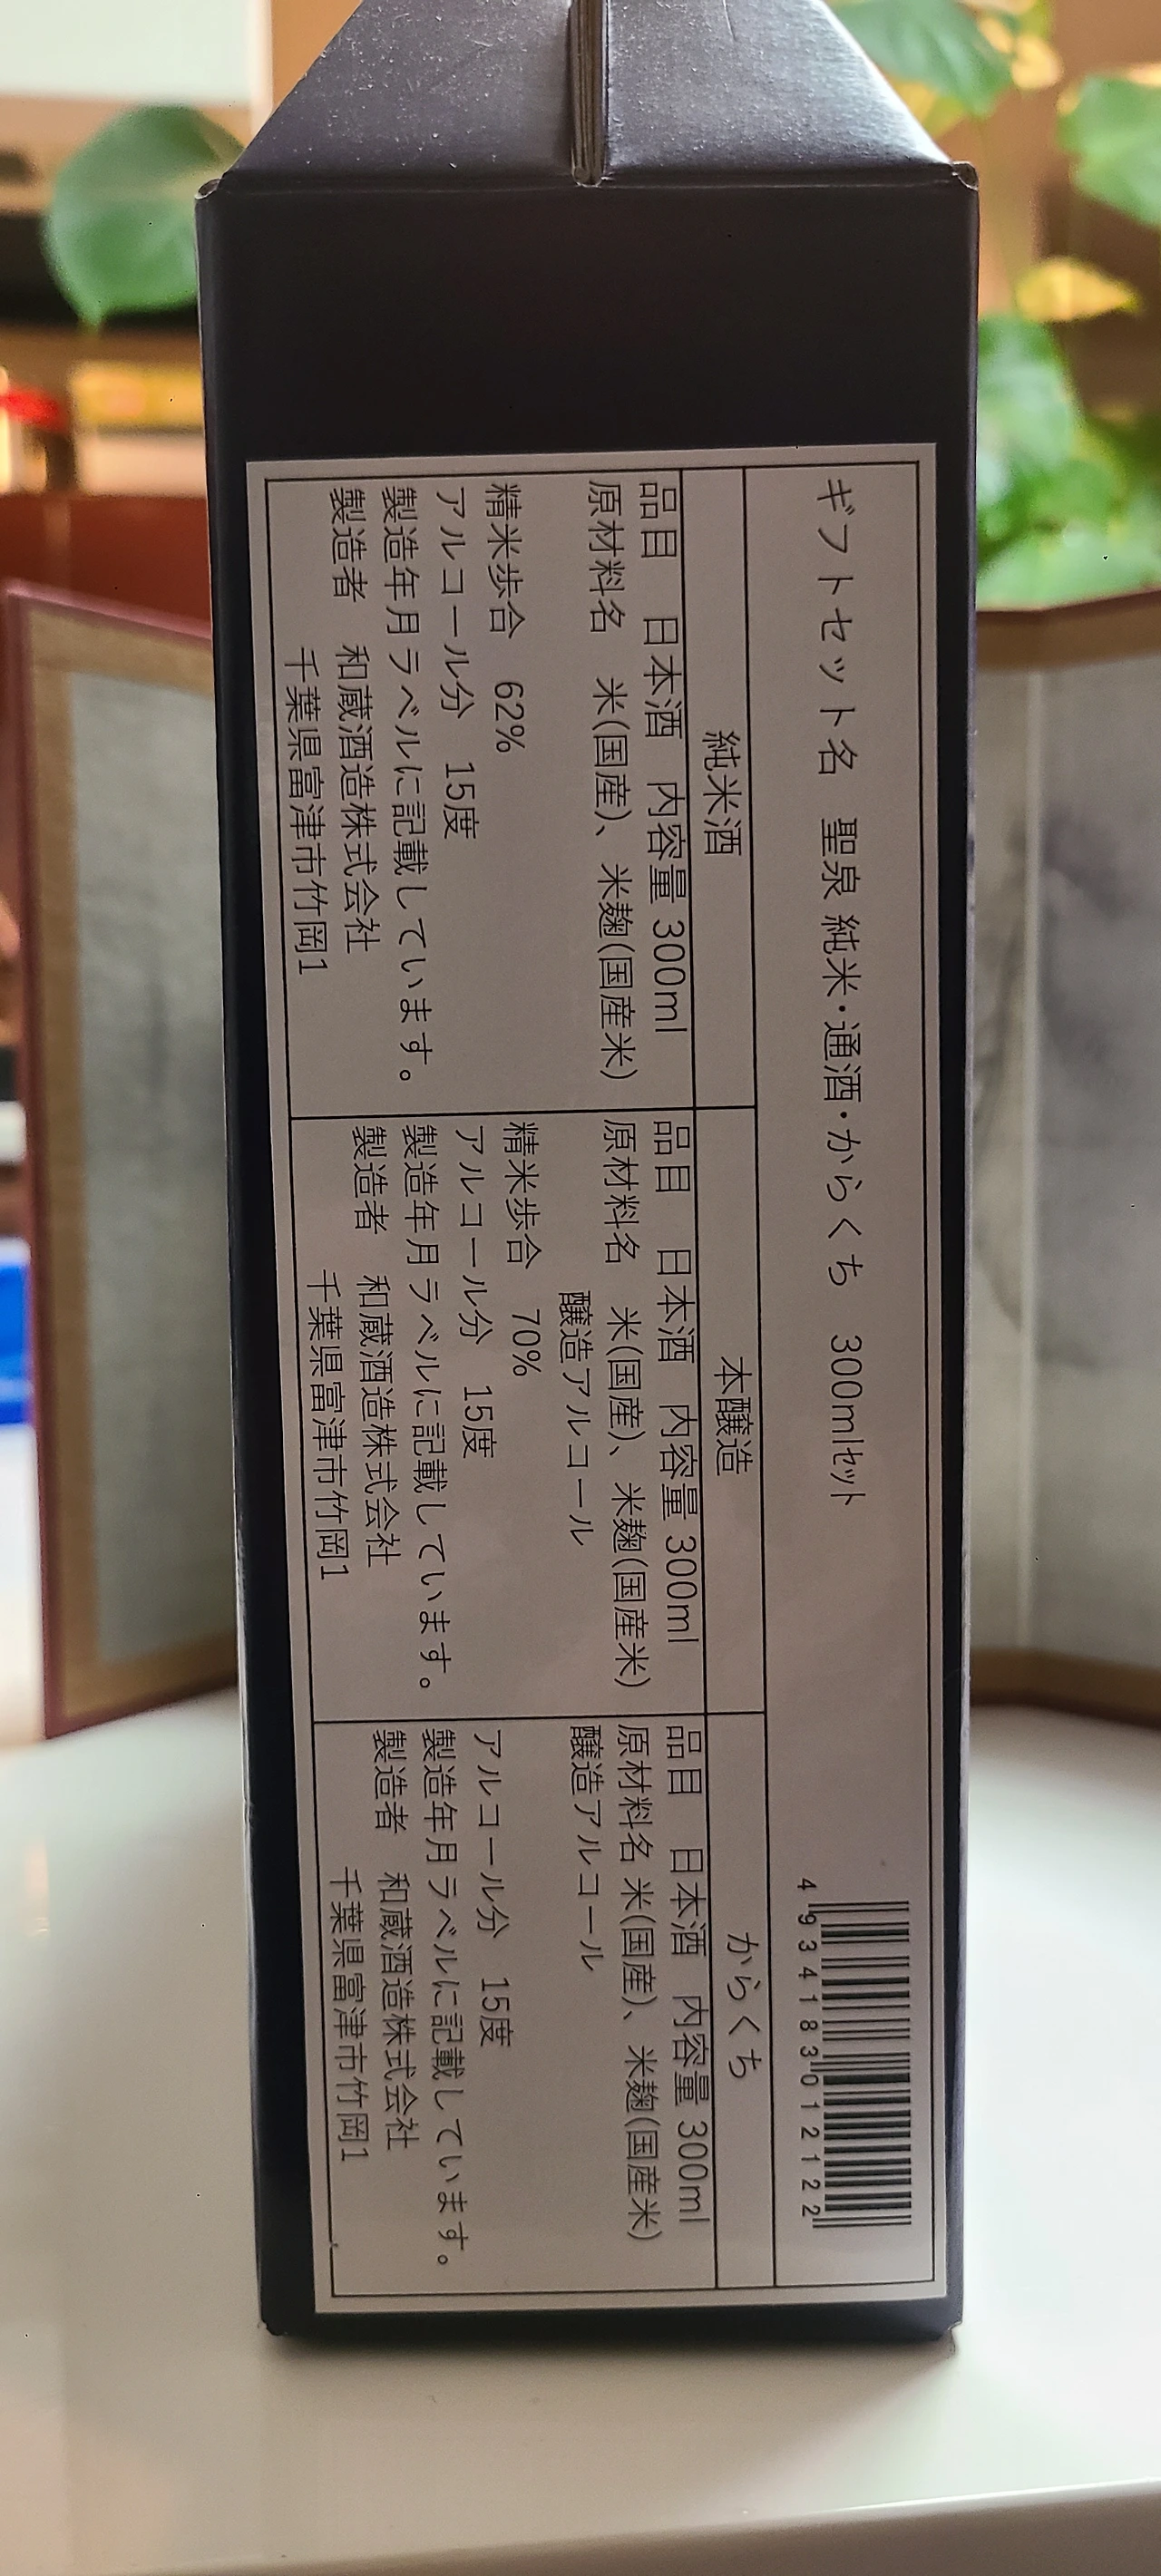 ギフトセット名　聖泉 純米・通酒・からくち　300mlｾｯﾄ
4 934183 012122
純米酒
品目　日本酒　内容量 300ml
原材料名　米(国産)、米麹(国産米)
精米歩合　62%
アルコール分　15度
製造年月ラベルに記載しています。
製造者　和蔵酒造株式会社
千葉県富津市竹岡1
本醸造
品目　日本酒　内容量 300ml
原材料名　米(国産)、米麹(国産米)
醸造アルコール
精米歩合　70%
アルコール分　15度
製造年月ラベルに記載しています。
製造者　和蔵酒造株式会社
千葉県富津市竹岡1
からくち
品目　日本酒　内容量 300ml
原材料名 米(国産)、米麹(国産米)
醸造アルコール
アルコール分　15度
製造年月ラベルに記載しています。
製造者　和蔵酒造株式会社
千葉県富津市竹岡1